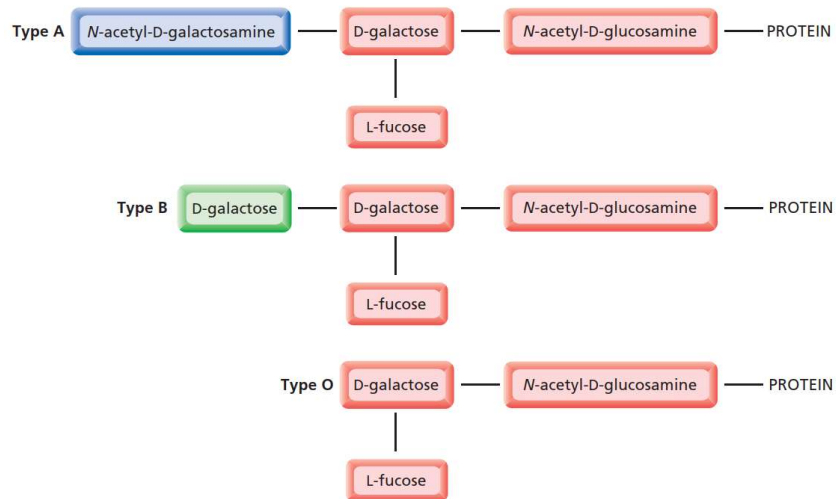 Type A N-acetyl-D-galactosamine D-galactose N-acetyl-D-glucosamine PROTEIN
L-fucose
Type B D-galactose D-galactose N-acetyl-D-glucosamine PROTEIN
L-fucose
Type O D-galactose N-acetyl-D-glucosamine PROTEIN
L-fucose